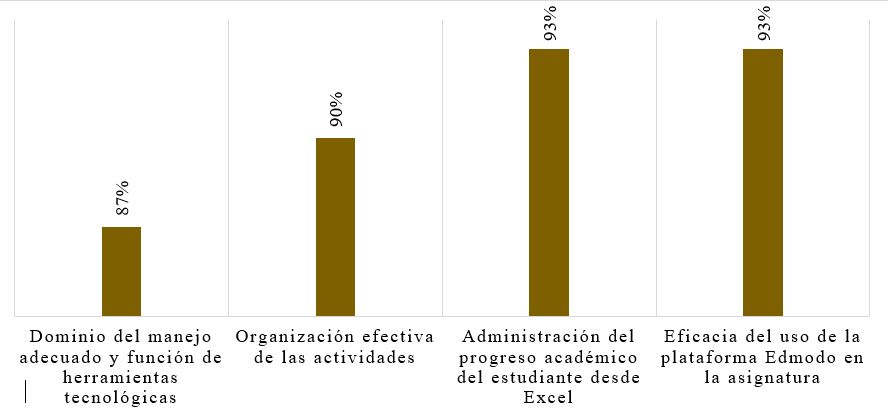 87%
90%
93%
93%
Dominio del manejo
adecuado y función de
herramientas
tecnológicas
Organización efectiva
de las actividades
Administración del
progreso académico
del estudiante desde
Excel
Eficacia del uso de la
plataforma Edmodo en
la asignatura